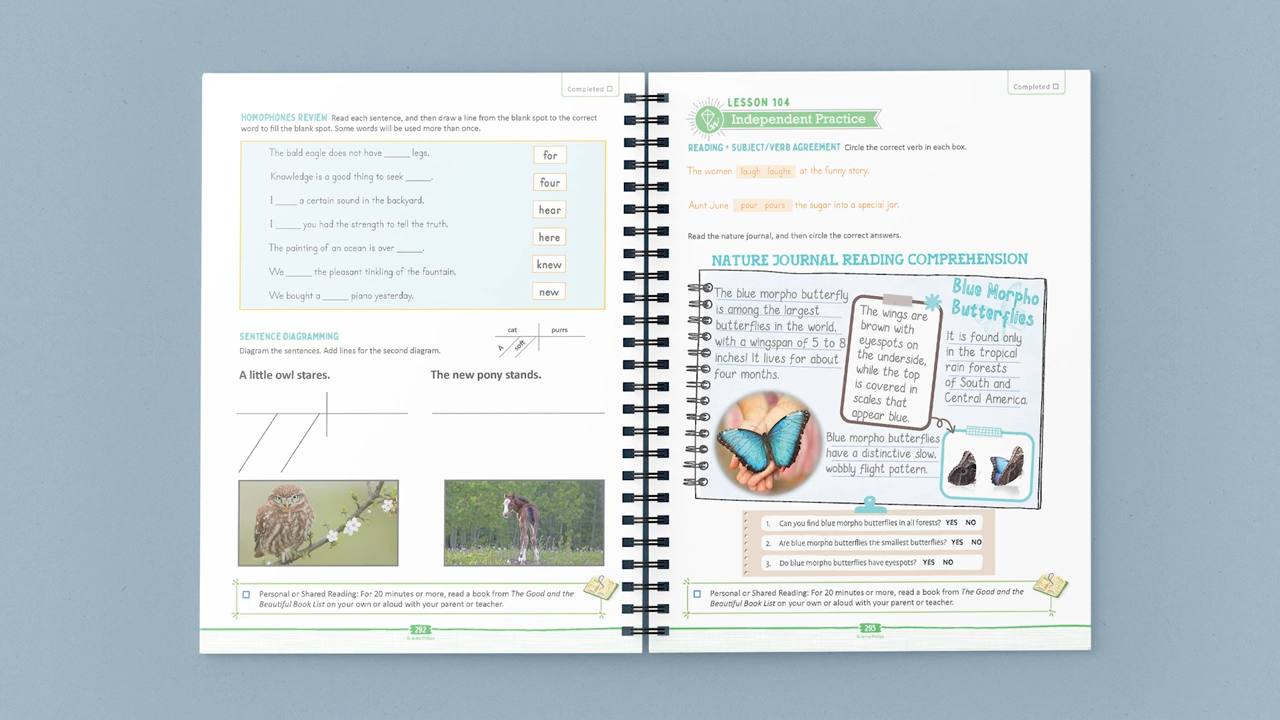 Completed
HOMOPHONES REVIEW Read each sentence, and then draw a line from the blank spot to the correct
word to fill the blank spot. Some words will be used more than once.
The bald eagle does not have _____ legs.
Knowledge is a good thing to seek _____.
I _____ a certain sound in the backyard.
I _____ you had the strength to tell the truth.
The painting of an ocean is over _____.
We _____ the pleasant tinkling of the fountain.
We bought a _____ piano yesterday.
for
four
hear
here
knew
new
SENTENCE DIAGRAMMING
Diagram the sentences. Add lines for the second diagram.
cat purrs
A soft
A little owl stares.
The new pony stands.
Personal or Shared Reading: For 20 minutes or more, read a book from The Good and the
Beautiful Book List on your own or aloud with your parent or teacher.
292
© Jenny Phillips
Completed
LESSON 104
Independent Practice
READING + SUBJECT/VERB AGREEMENT Circle the correct verb in each box.
The women laugh laughs at the funny story.
Aunt June pour pours the sugar into a special jar.
Read the nature journal, and then circle the correct answers.
NATURE JOURNAL READING COMPREHENSION
The blue morpho butterfly
is among the largest
butterflies in the world,
with a wingspan of 5 to 8
inches! It lives for about
four months.
The wings are
brown with
eyespots on
the underside,
while the top
is covered in
scales that
appear blue.
Blue Morpho
Butterflies
It is found only
in the tropical
rain forests
of South and
Central America.
Blue morpho butterflies
have a distinctive slow,
wobbly flight pattern.
1. Can you find blue morpho butterflies in all forests? YES NO
2. Are blue morpho butterflies the smallest butterflies? YES NO
3. Do blue morpho butterflies have eyespots? YES NO
Personal or Shared Reading: For 20 minutes or more, read a book from The Good and the
Beautiful Book List on your own or aloud with your parent or teacher.
293
© Jenny Phillips